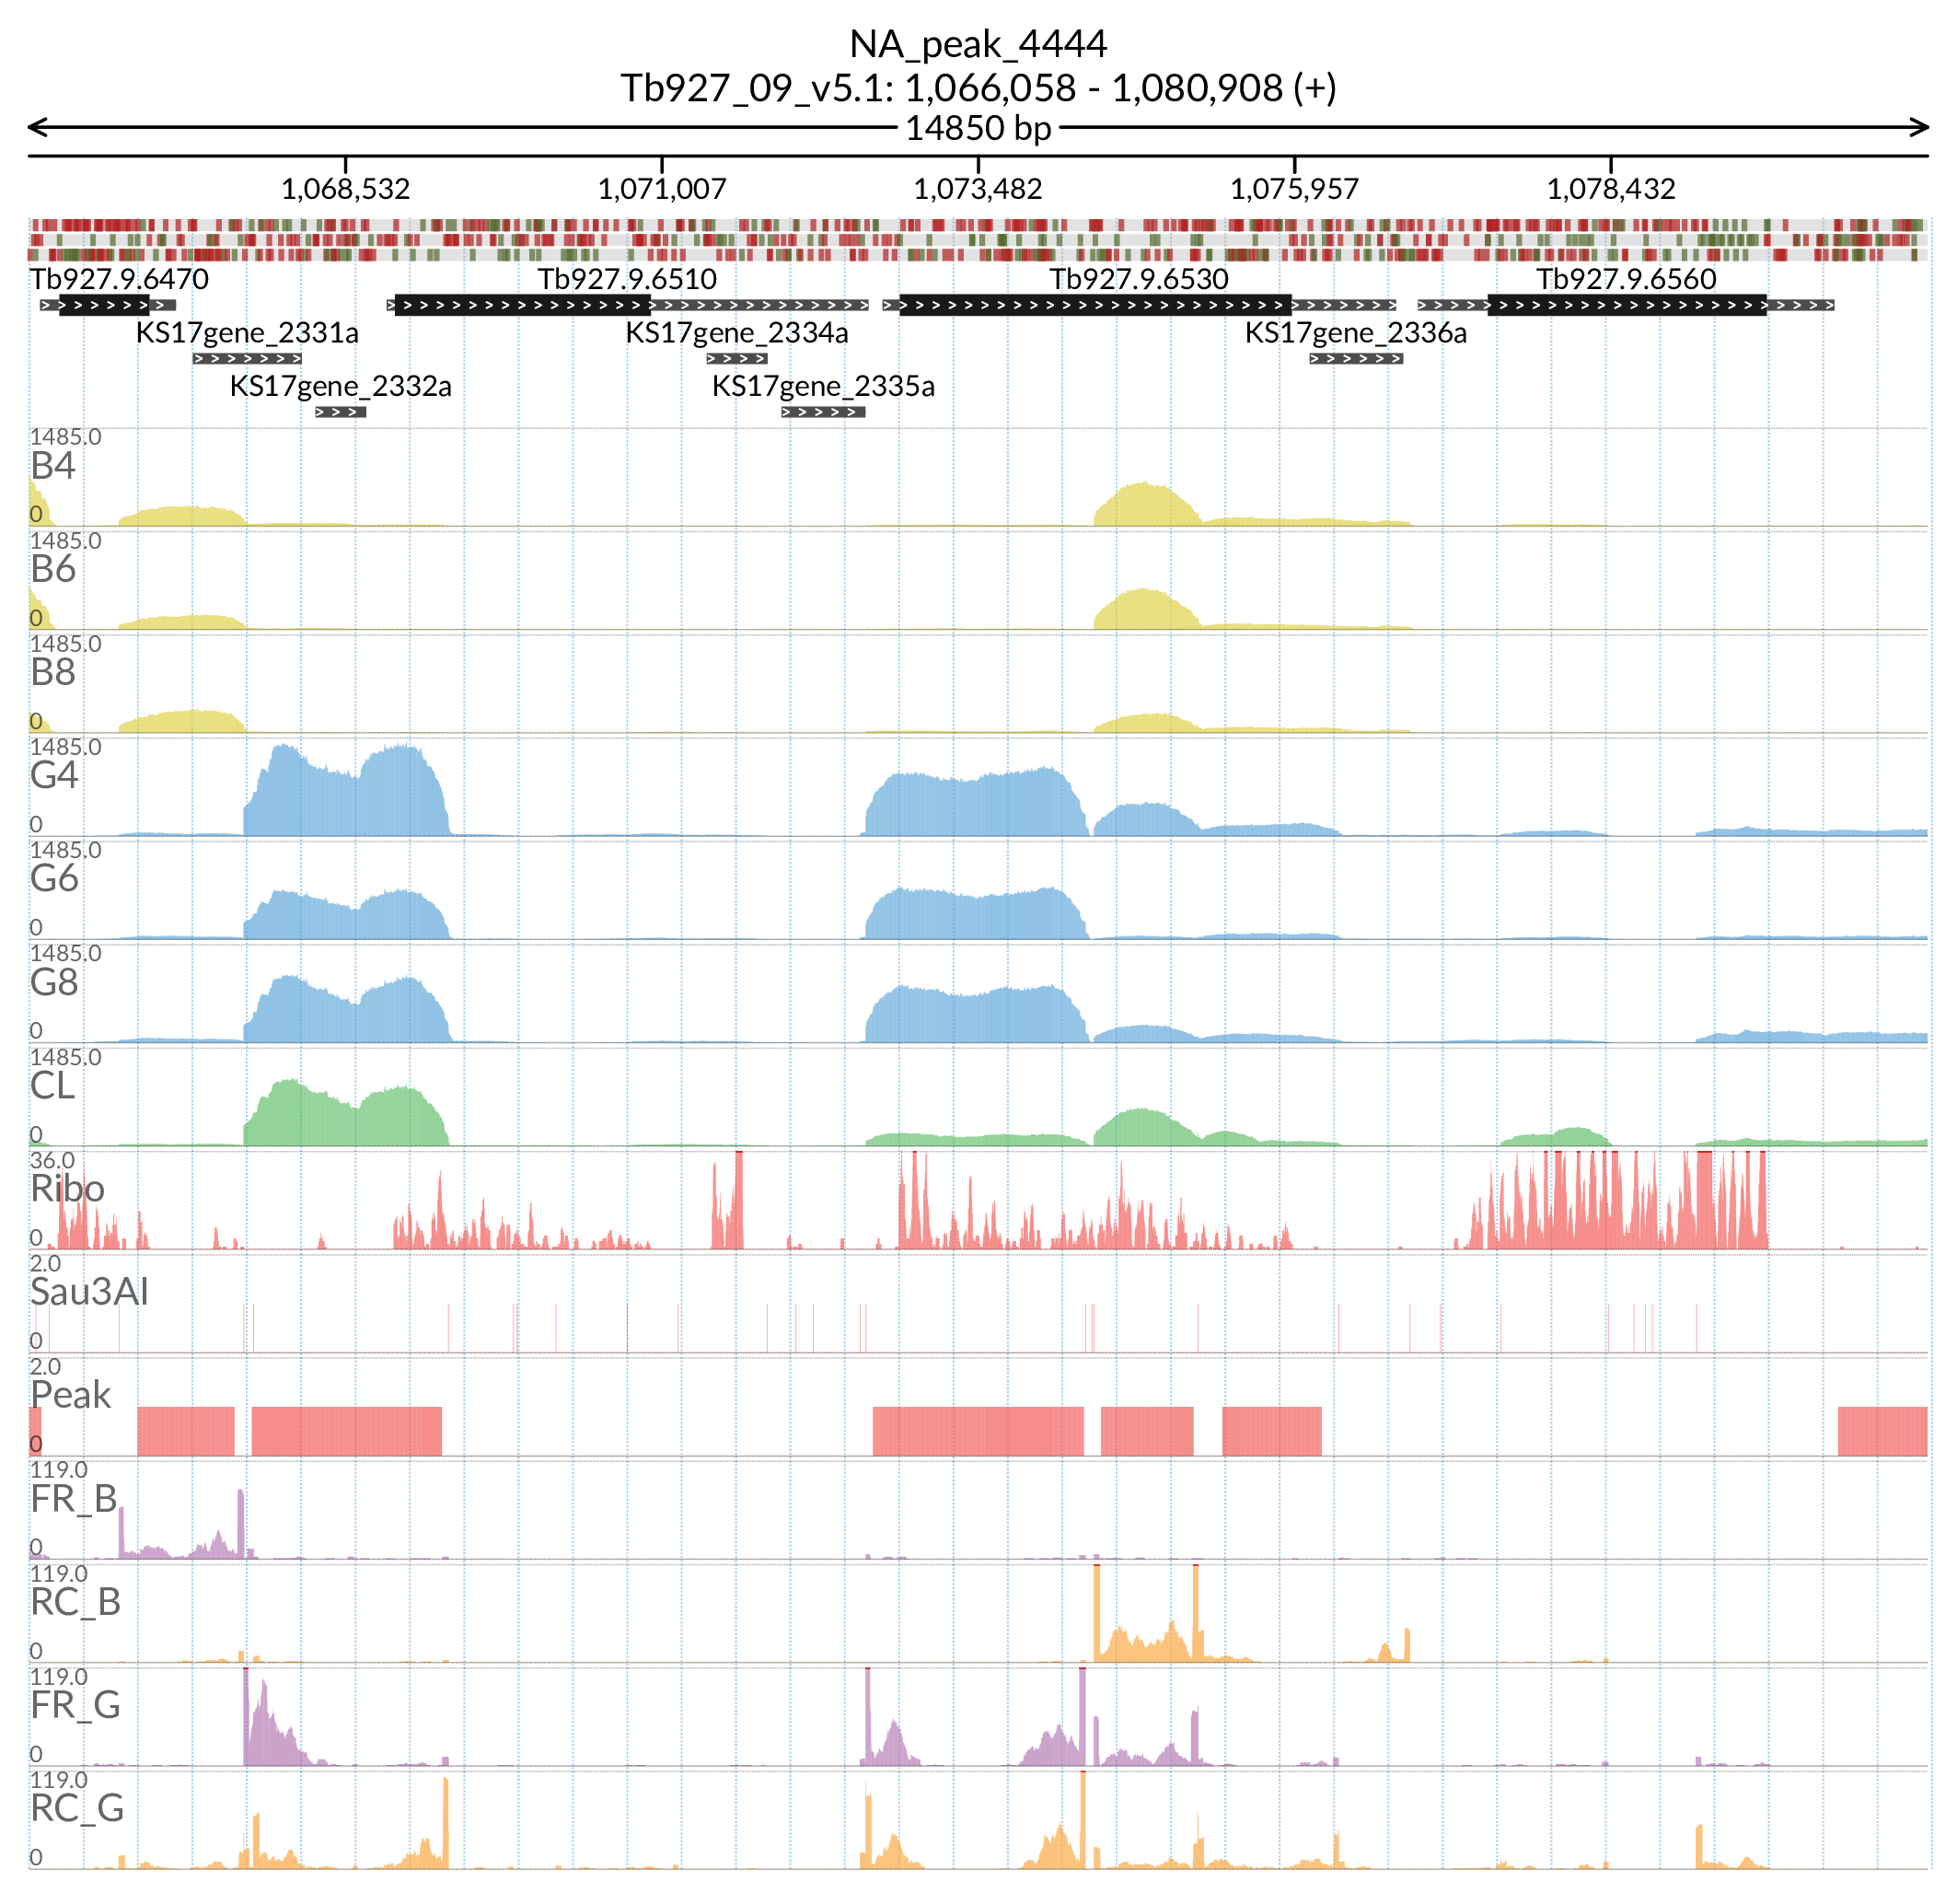 NA_peak_4444
Tb927_09_v5.1: 1,066,058 - 1,080,908 (+)
14850 bp
1,068,532 1,071,007 1,073,482 1,075,957 1,078,432
Tb927.9.6470 Tb927.9.6510 Tb927.9.6530 Tb927.9.6560
KS17gene_2331a KS17gene_2334a KS17gene_2336a
KS17gene_2332a KS17gene_2335a
1485.0
B4
0
1485.0
B6
0
1485.0
B8
0
1485.0
G4
0
1485.0
G6
0
1485.0
G8
0
1485.0
CL
0
36.0
Ribo
0
2.0
Sau3AI
0
2.0
Peak
0
119.0
FR_B
0
119.0
RC_B
0
119.0
FR_G
0
119.0
RC_G
0